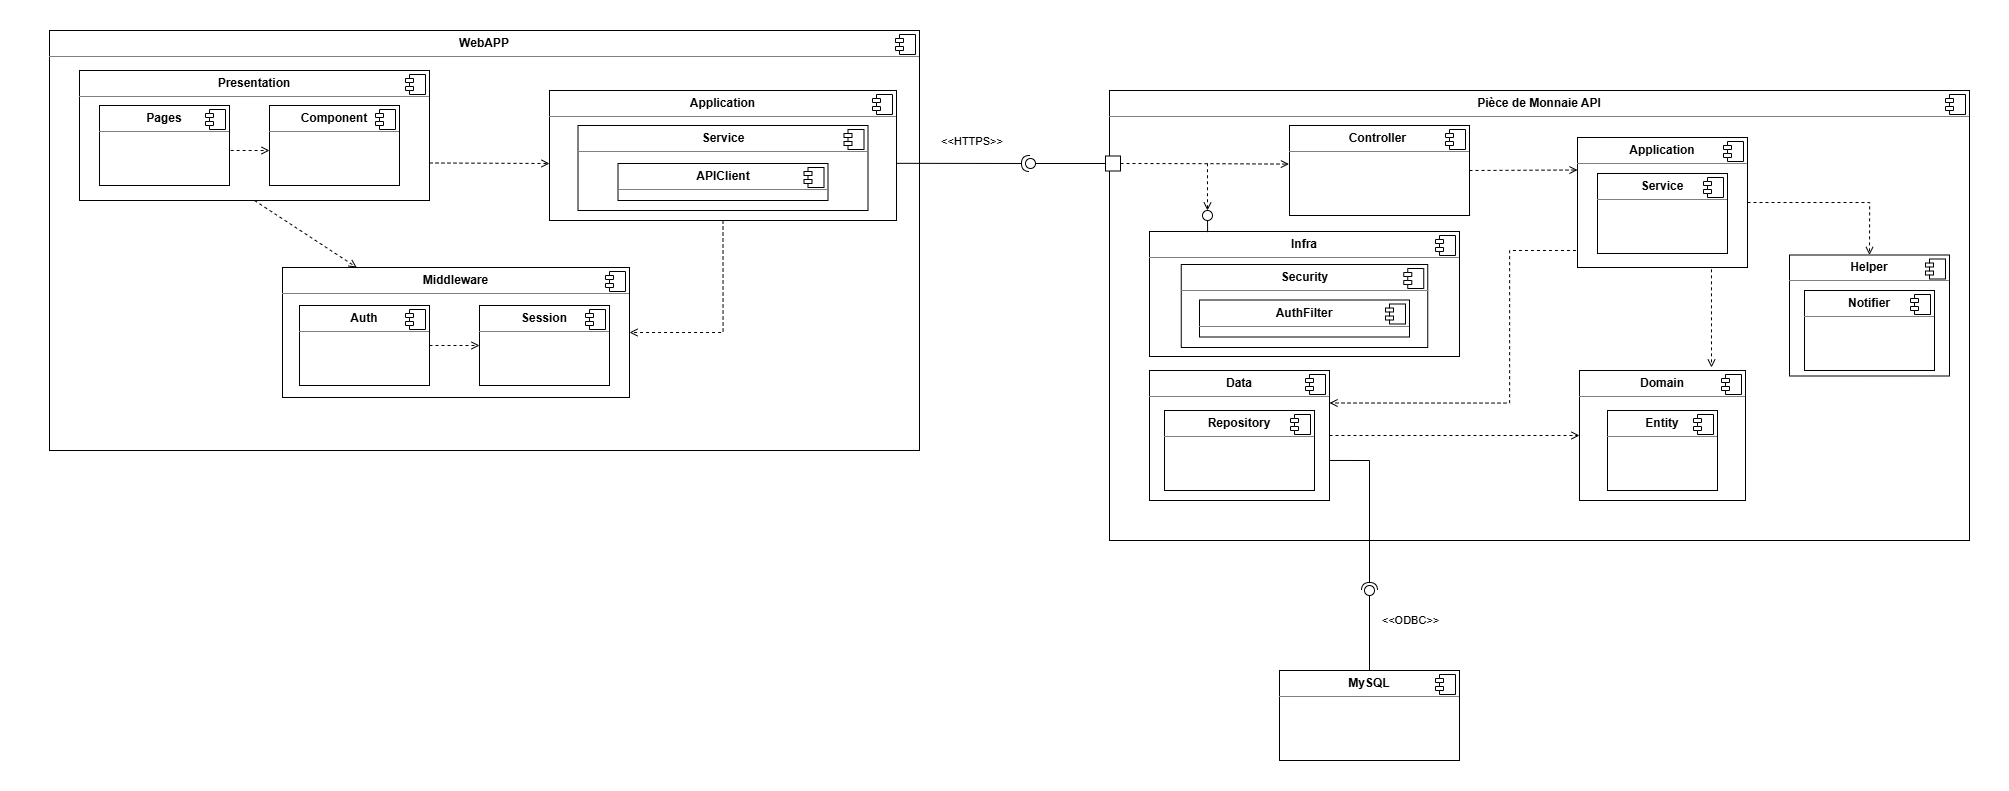 WebAPP
Presentation
Pages
Component
Application
Service
APIClient
Middleware
Auth
Session
<<HTTPS>>
Pièce de Monnaie API
Controller
Application
Service
Infra
Security
AuthFilter
Helper
Notifier
Data
Repository
Domain
Entity
<<ODBC>>
MySQL